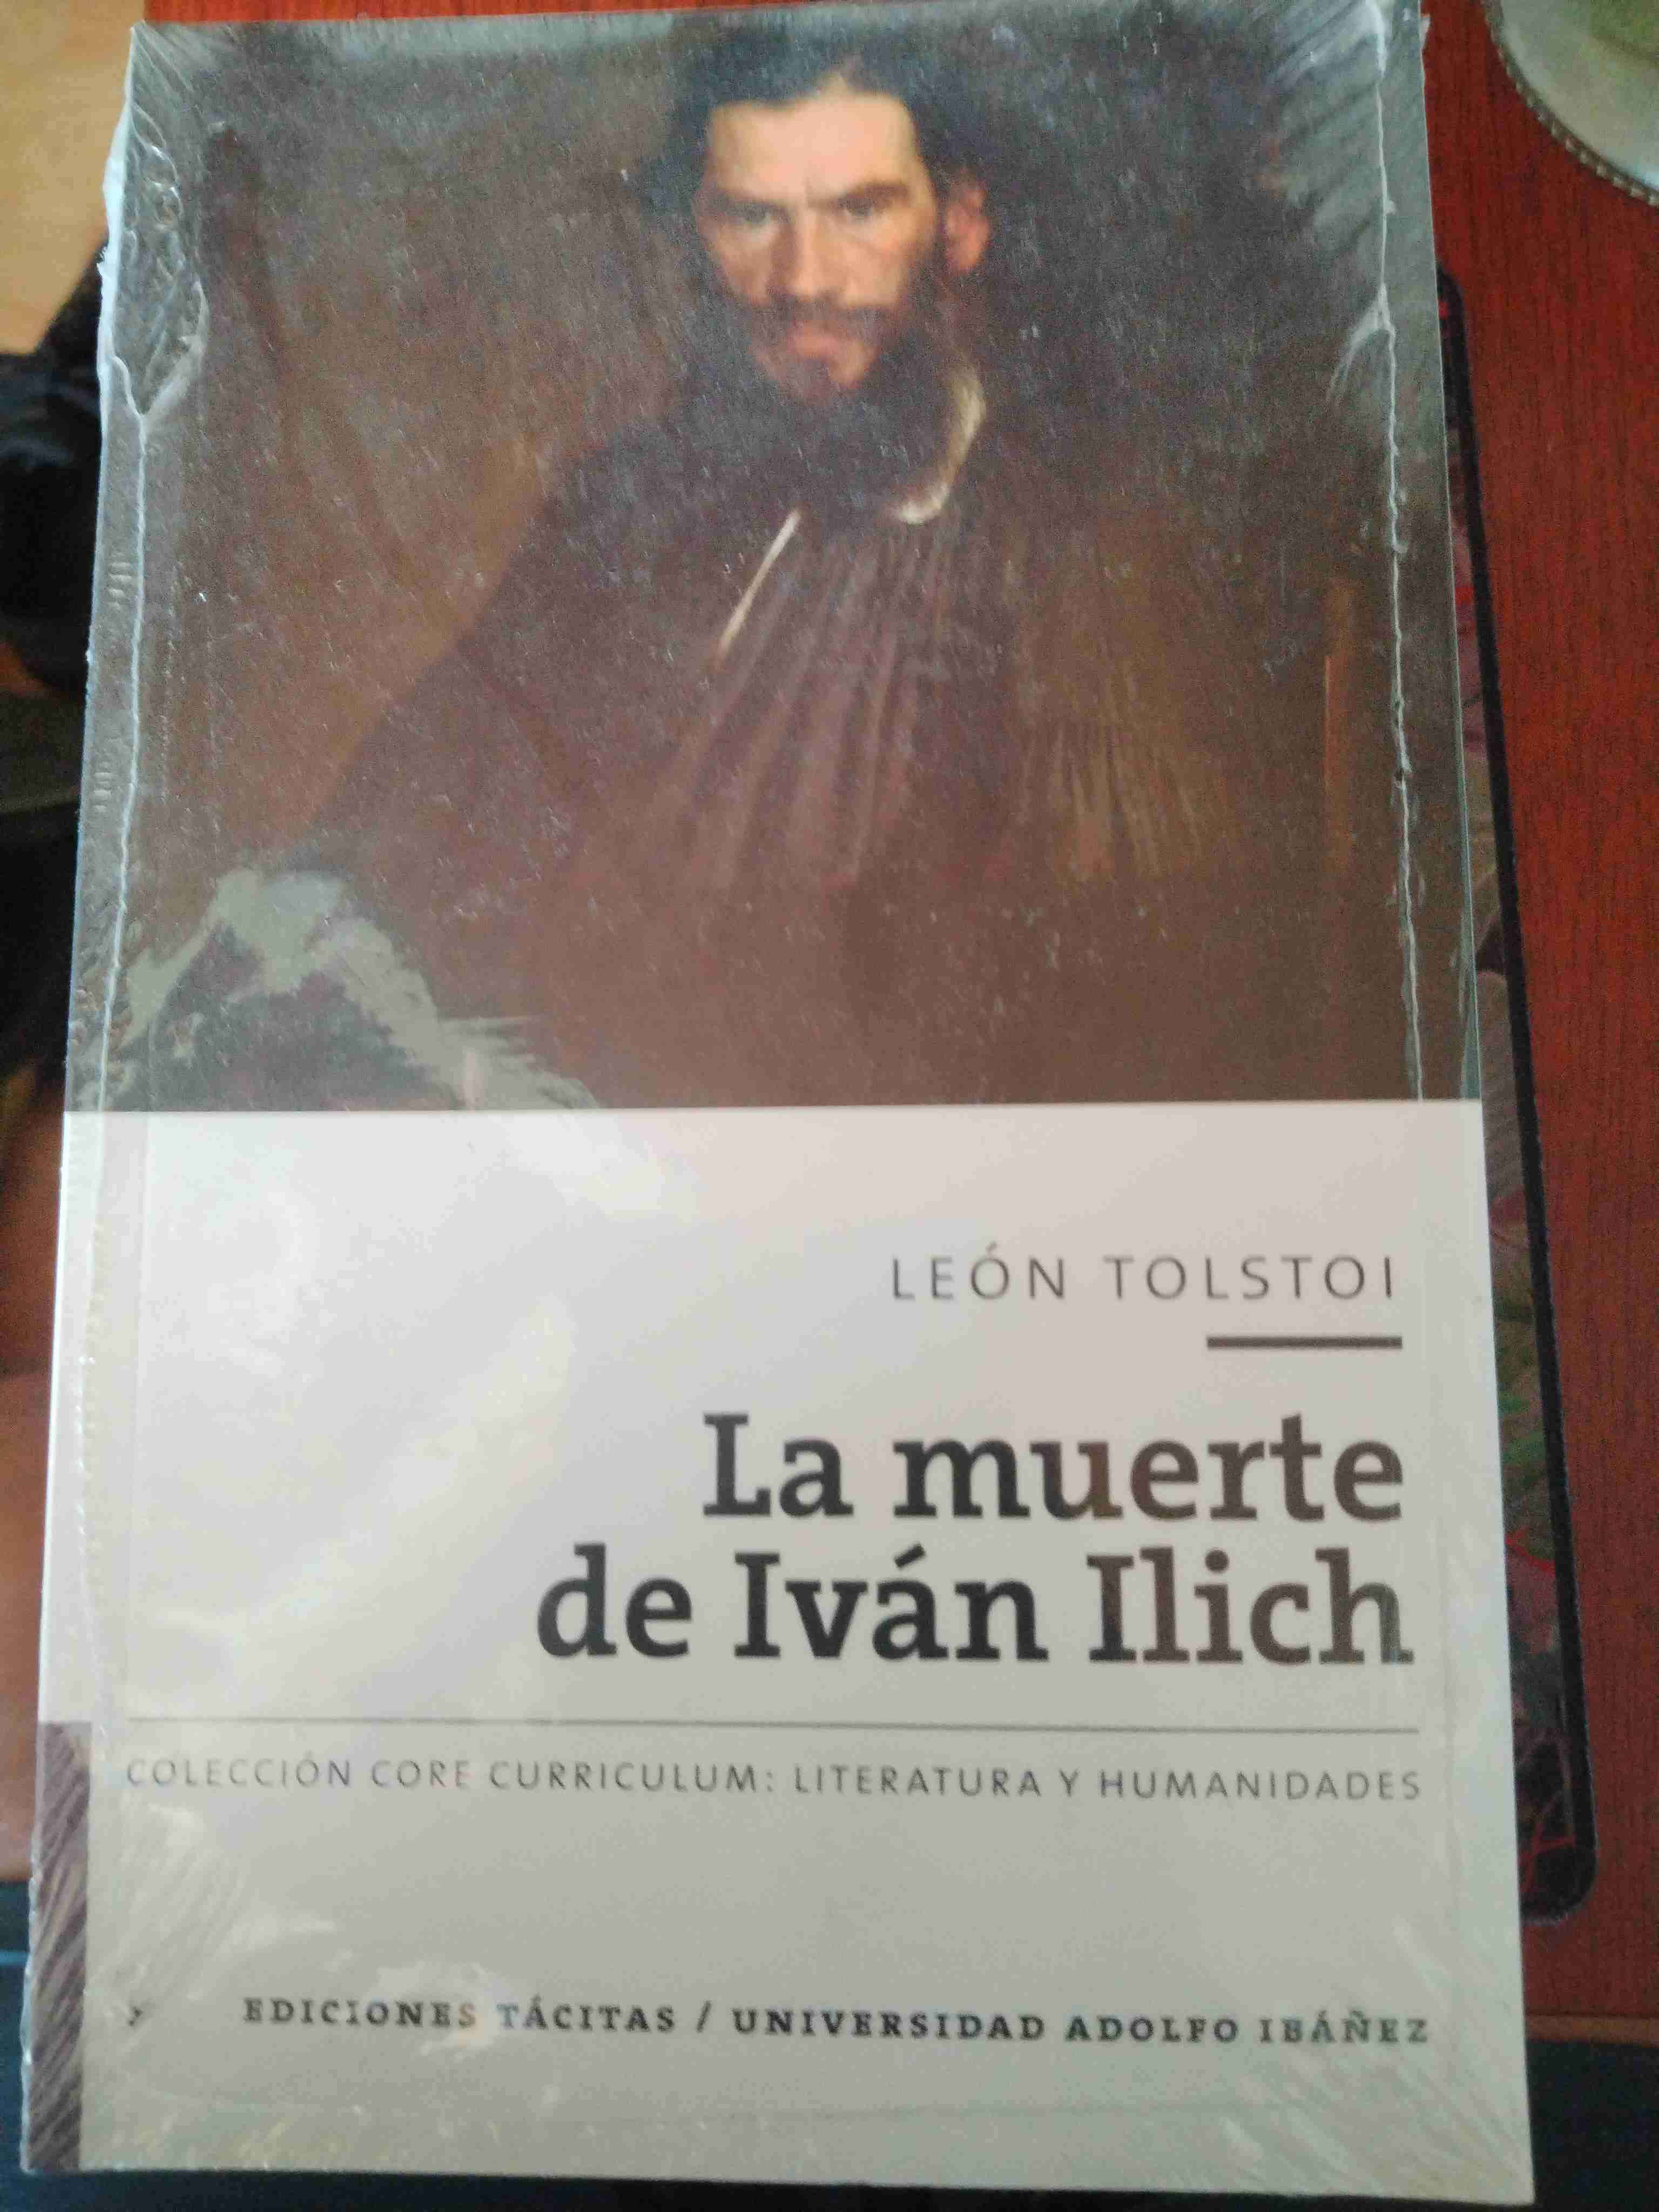 LEÓN TOLSTOI
La muerte
de Iván Ilich
COLECCIÓN CORE CURRICULUM: LITERATURA Y HUMANIDADES
EDICIONES TÁCITAS / UNIVERSIDAD ADOLFO IBÁÑEZ